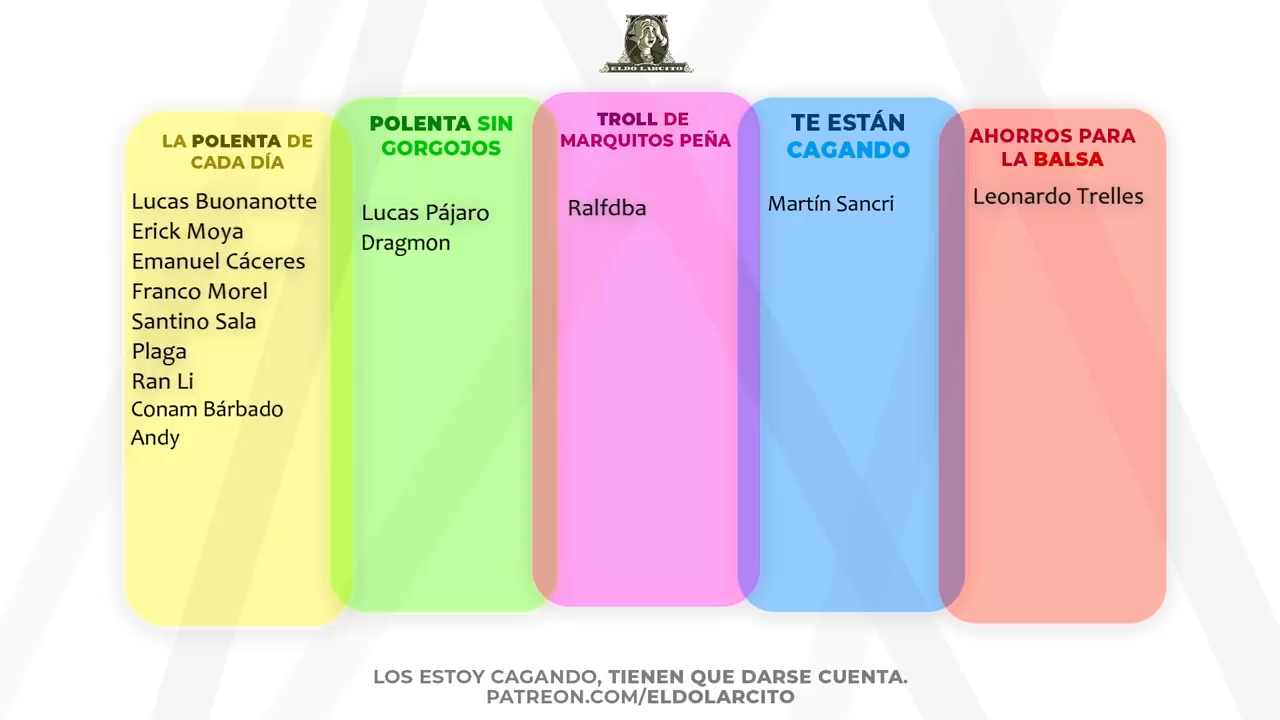 ELDO LARCITO
LA POLENTA DE
CADA DÍA
Lucas Buonanotte
Erick Moya
Emanuel Cáceres
Franco Morel
Santino Sala
Plaga
Ran Li
Conam Bárbado
Andy
POLENTA SIN
GORGOJOS
Lucas Pájaro
Dragmon
TROLL DE
MARQUITOS PEÑA
Ralfdba
TE ESTÁN
CAGANDO
Martín Sancri
AHORROS PARA
LA BALSA
Leonardo Trelles
LOS ESTOY CAGANDO, TIENEN QUE DARSE CUENTA.
PATREON.COM/ELDOLARCITO